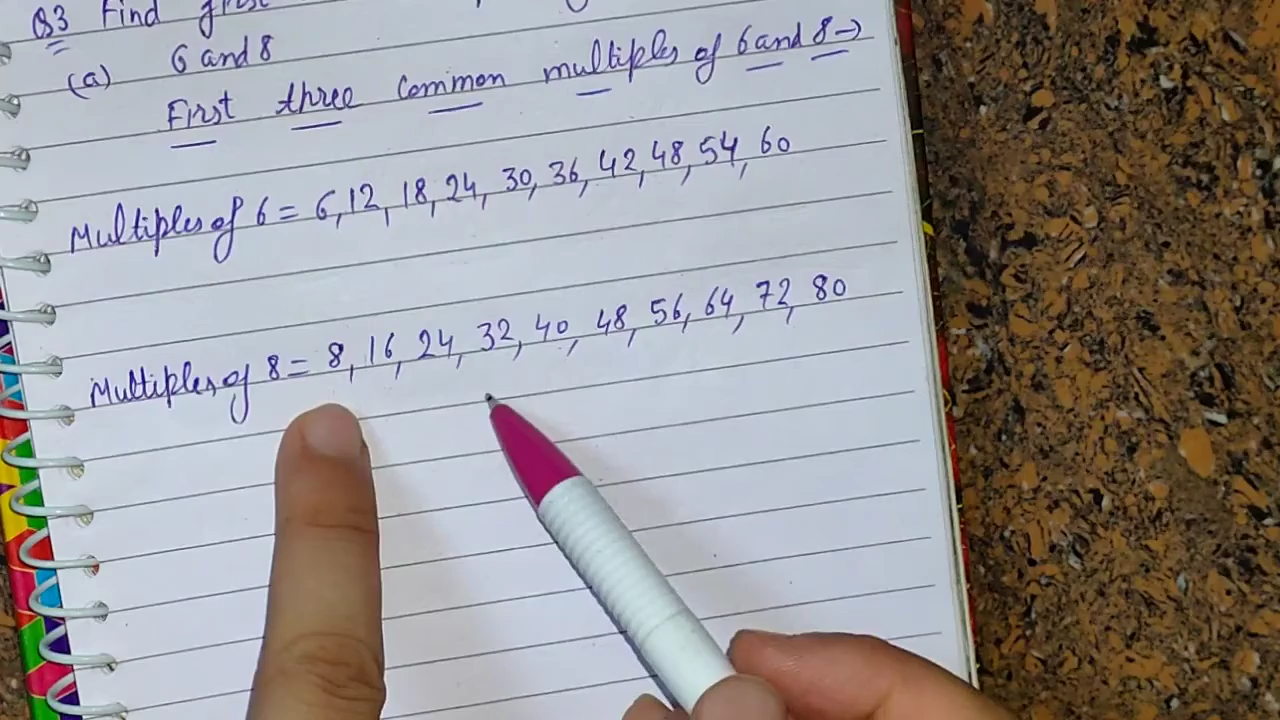 Q3 Find
(a) 6 and 8
First three common multiples of 6 and 8→
Multiples of 6 = 6, 12, 18, 24, 30, 36, 42, 48, 54, 60
Multiples of 8 = 8, 16, 24, 32, 40, 48, 56, 64, 72, 80